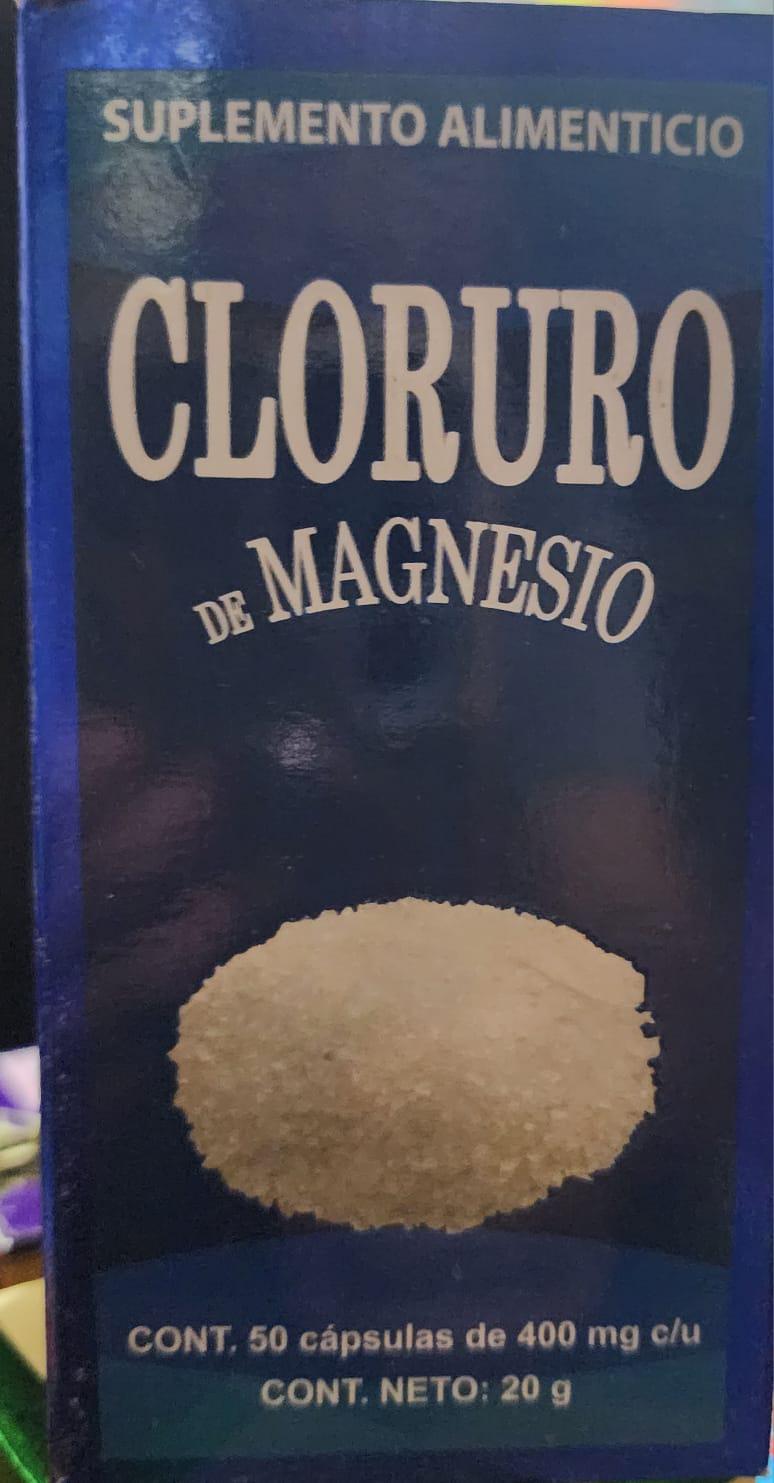 SUPLEMENTO ALIMENTICIO
CLORURO
DE MAGNESIO
CONT. 50 cápsulas de 400 mg c/u
CONT. NETO: 20 g